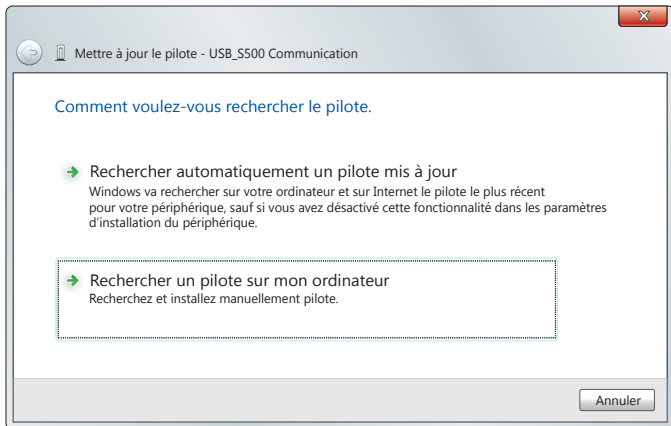 Mettre à jour le pilote - USB_S500 Communication
Comment voulez-vous rechercher le pilote.
Rechercher automatiquement un pilote mis à jour
Windows va rechercher sur votre ordinateur et sur Internet le pilote le plus récent
pour votre périphérique, sauf si vous avez désactivé cette fonctionnalité dans les paramètres
d'installation du périphérique.
Rechercher un pilote sur mon ordinateur
Recherchez et installez manuellement pilote.
Annuler